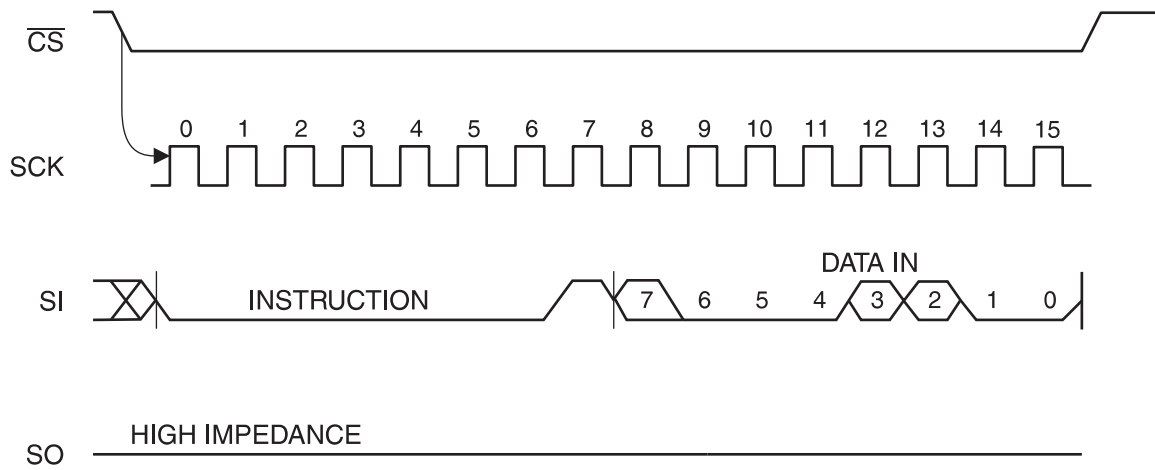 CS
0 1 2 3 4 5 6 7 8 9 10 11 12 13 14 15
SCK
DATA IN
SI INSTRUCTION 7 6 5 4 3 2 1 0
HIGH IMPEDANCE
SO